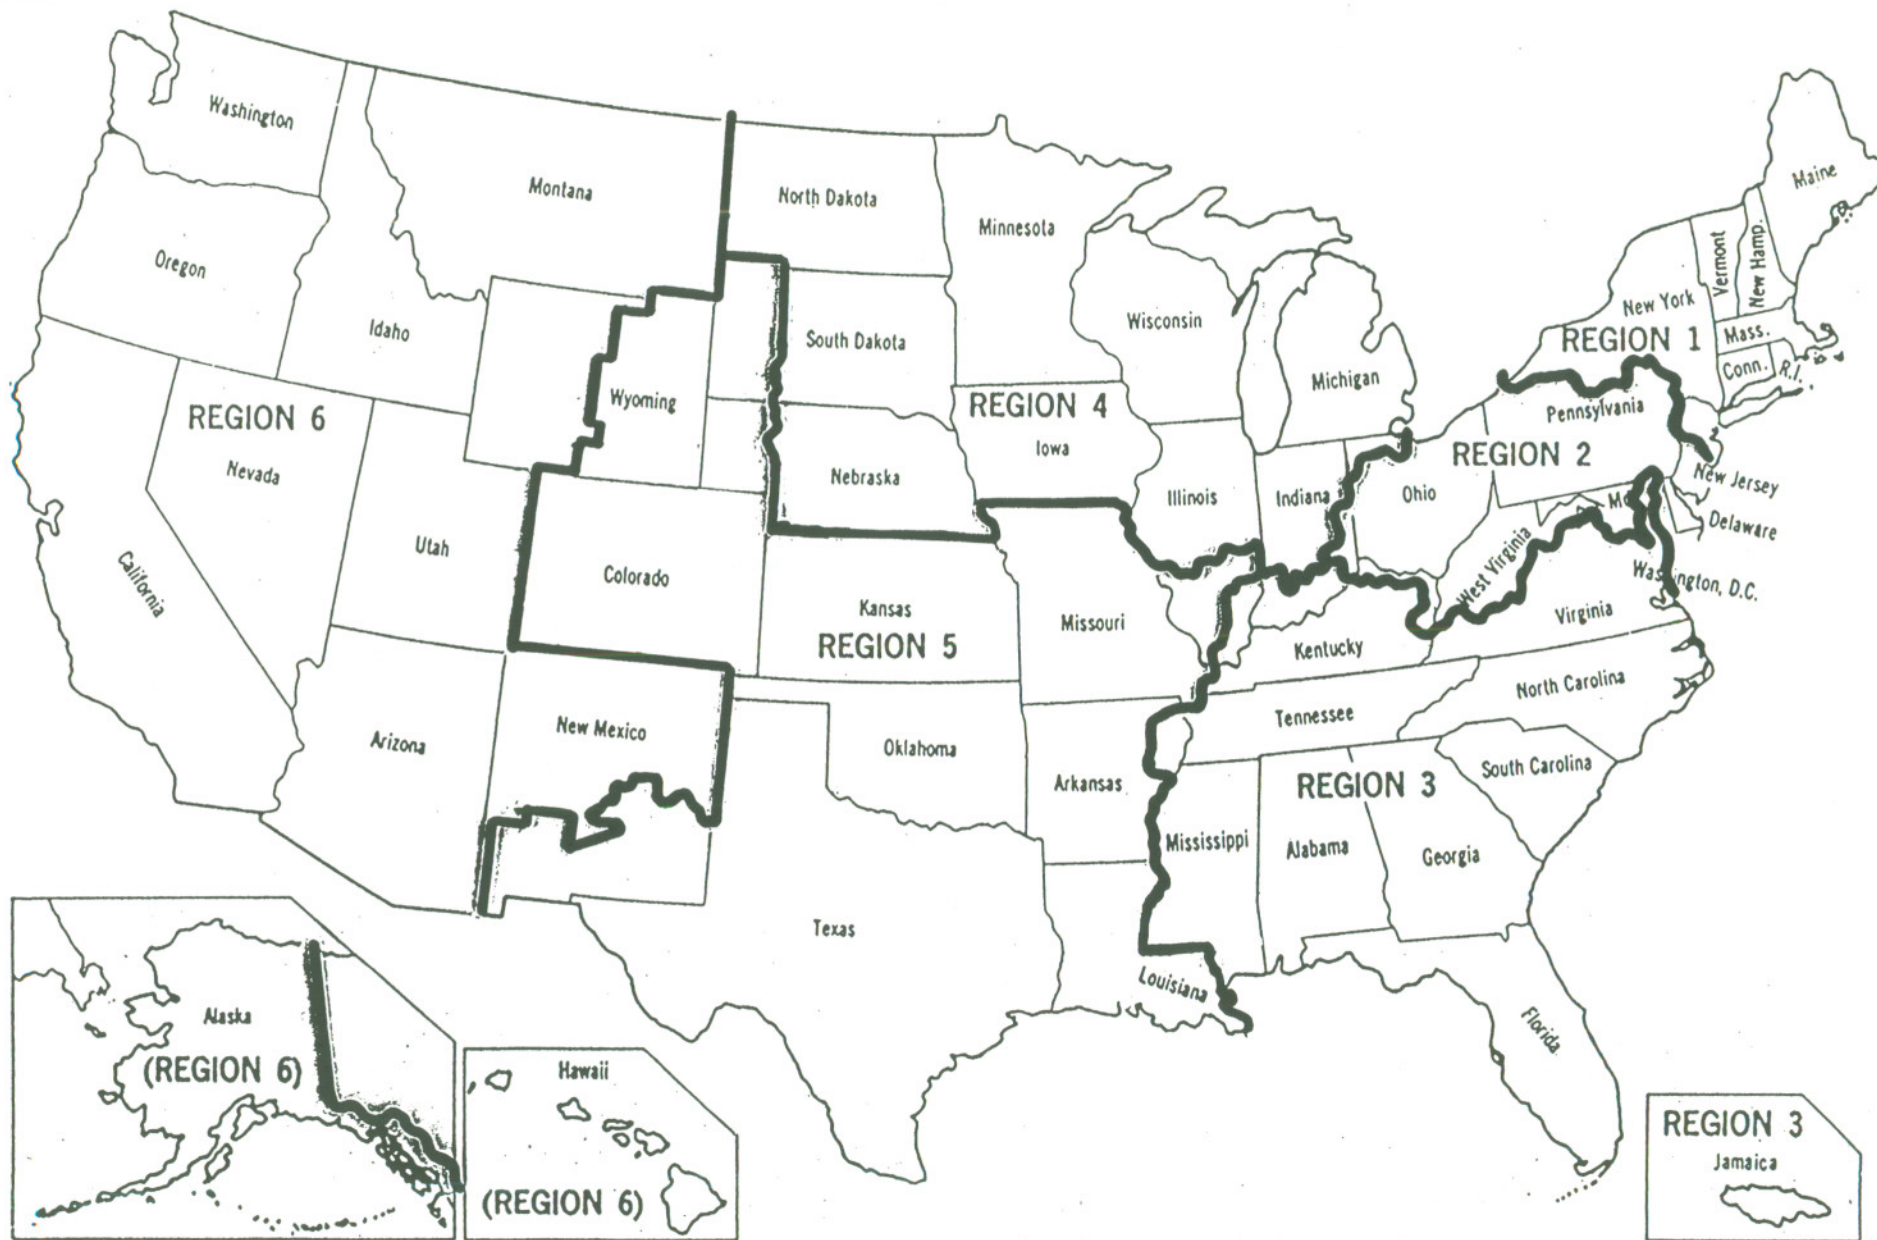 Washington
Montana
North Dakota
Minnesota
Maine
Oregon
Idaho
Wyoming
South Dakota
Wisconsin
Michigan
New York
Vermont
New Hamp.
REGION 1
Mass.
Conn.
R.I.
REGION 6
Nevada
Nebraska
REGION 4
Iowa
Illinois
Indiana
Ohio
REGION 2
Pennsylvania
New Jersey
Delaware
Washington, D.C.
California
Utah
Colorado
Kansas
REGION 5
Missouri
Kentucky
West Virginia
Virginia
Arizona
New Mexico
Oklahoma
Arkansas
Tennessee
North Carolina
South Carolina
REGION 3
Mississippi
Alabama
Georgia
Texas
Louisiana
Florida
Alaska
(REGION 6)
Hawaii
(REGION 6)
REGION 3
Jamaica